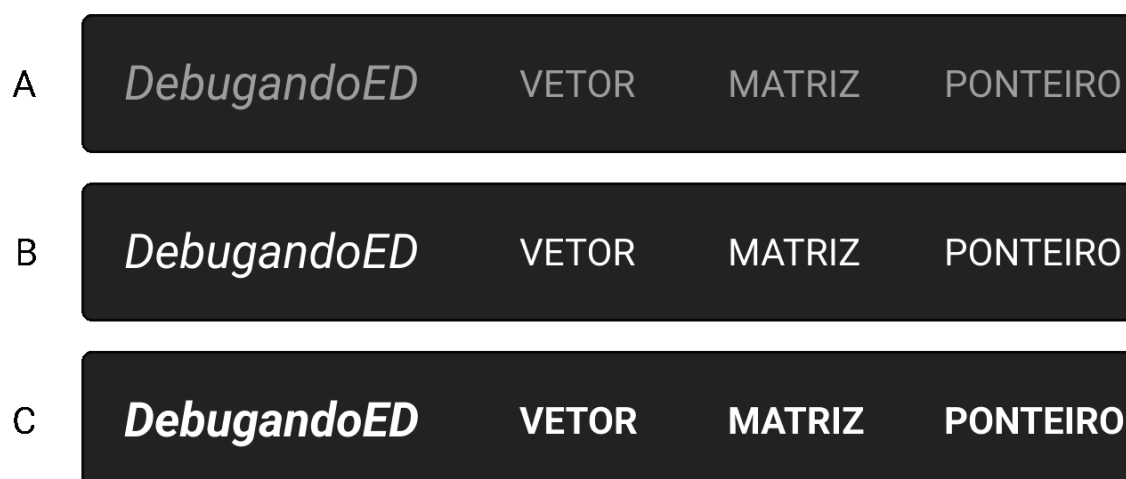 A DebugandoED VETOR MATRIZ PONTEIRO
B DebugandoED VETOR MATRIZ PONTEIRO
C DebugandoED VETOR MATRIZ PONTEIRO